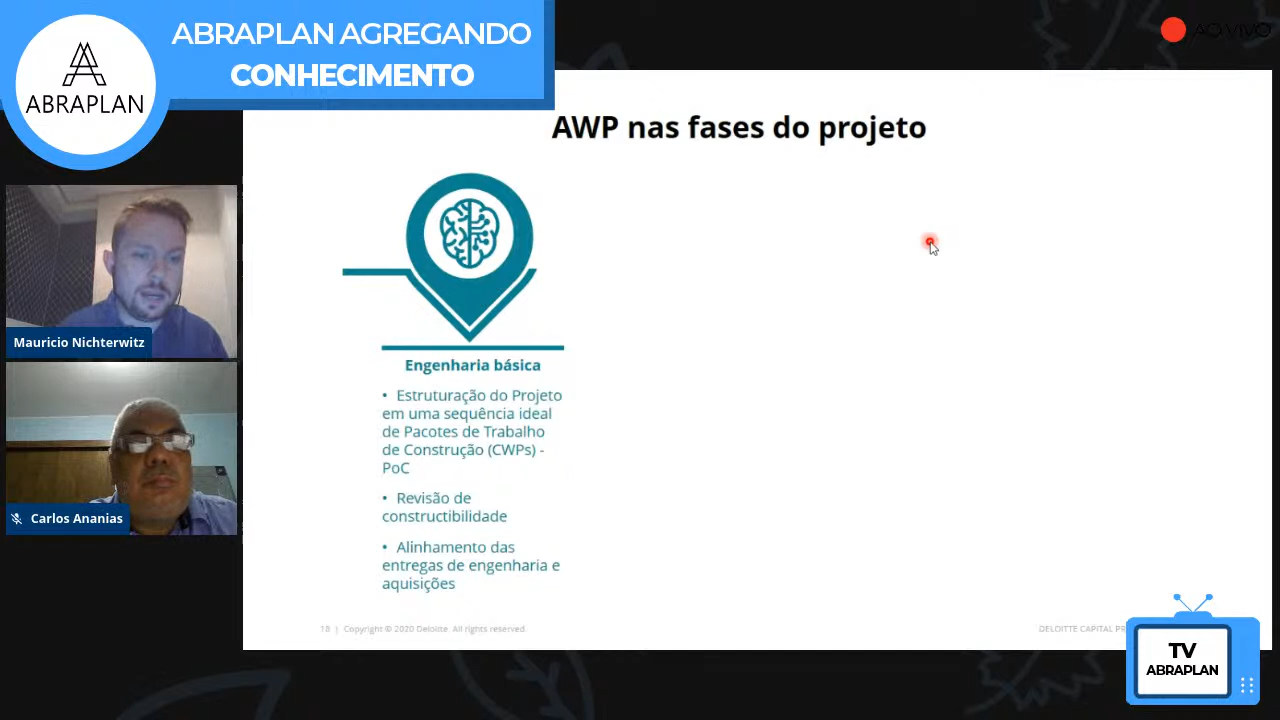 ABRAPLAN AGREGANDO
CONHECIMENTO
ABRAPLAN
AO VIVO
AWP nas fases do projeto
Mauricio Nichterwitz
Carlos Ananias
Engenharia básica
• Estruturação do Projeto
em uma sequência ideal
de Pacotes de Trabalho
de Construção (CWPs) -
PoC
• Revisão de
constructibilidade
• Alinhamento das
entregas de engenharia e
aquisições
18 | Copyright © 2020 Deloitte. All rights reserved.
DELOITTE CAPITAL
TV
ABRAPLAN